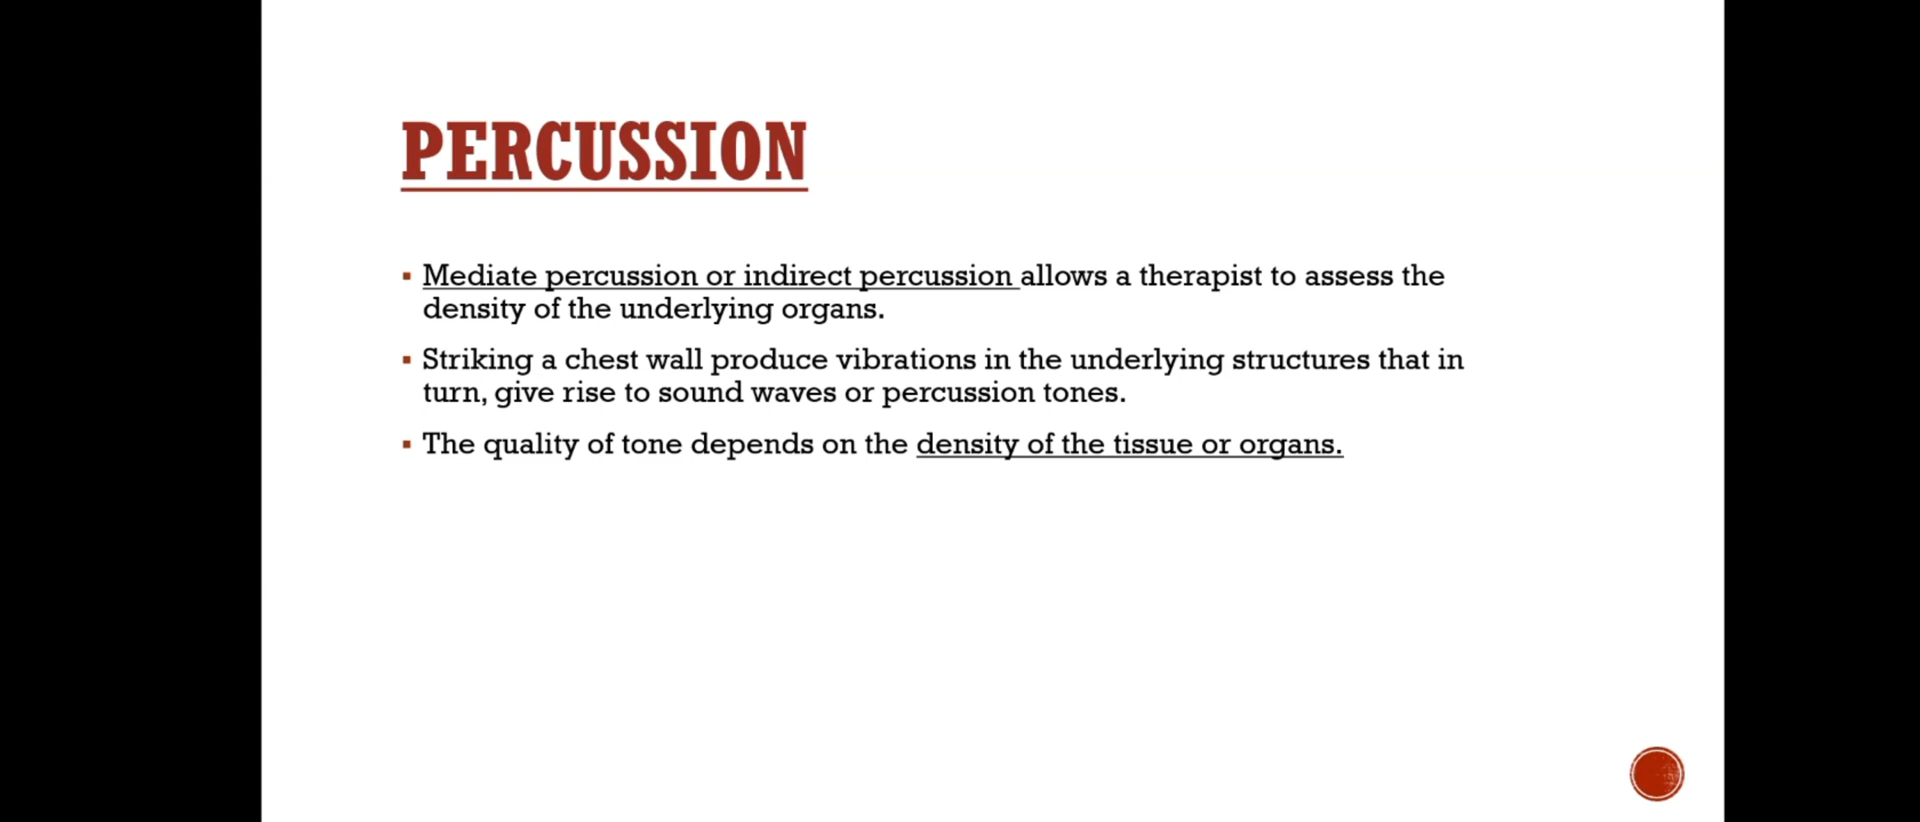 PERCUSSION
▪ Mediate percussion or indirect percussion allows a therapist to assess the
density of the underlying organs.
▪ Striking a chest wall produce vibrations in the underlying structures that in
turn, give rise to sound waves or percussion tones.
▪ The quality of tone depends on the density of the tissue or organs.